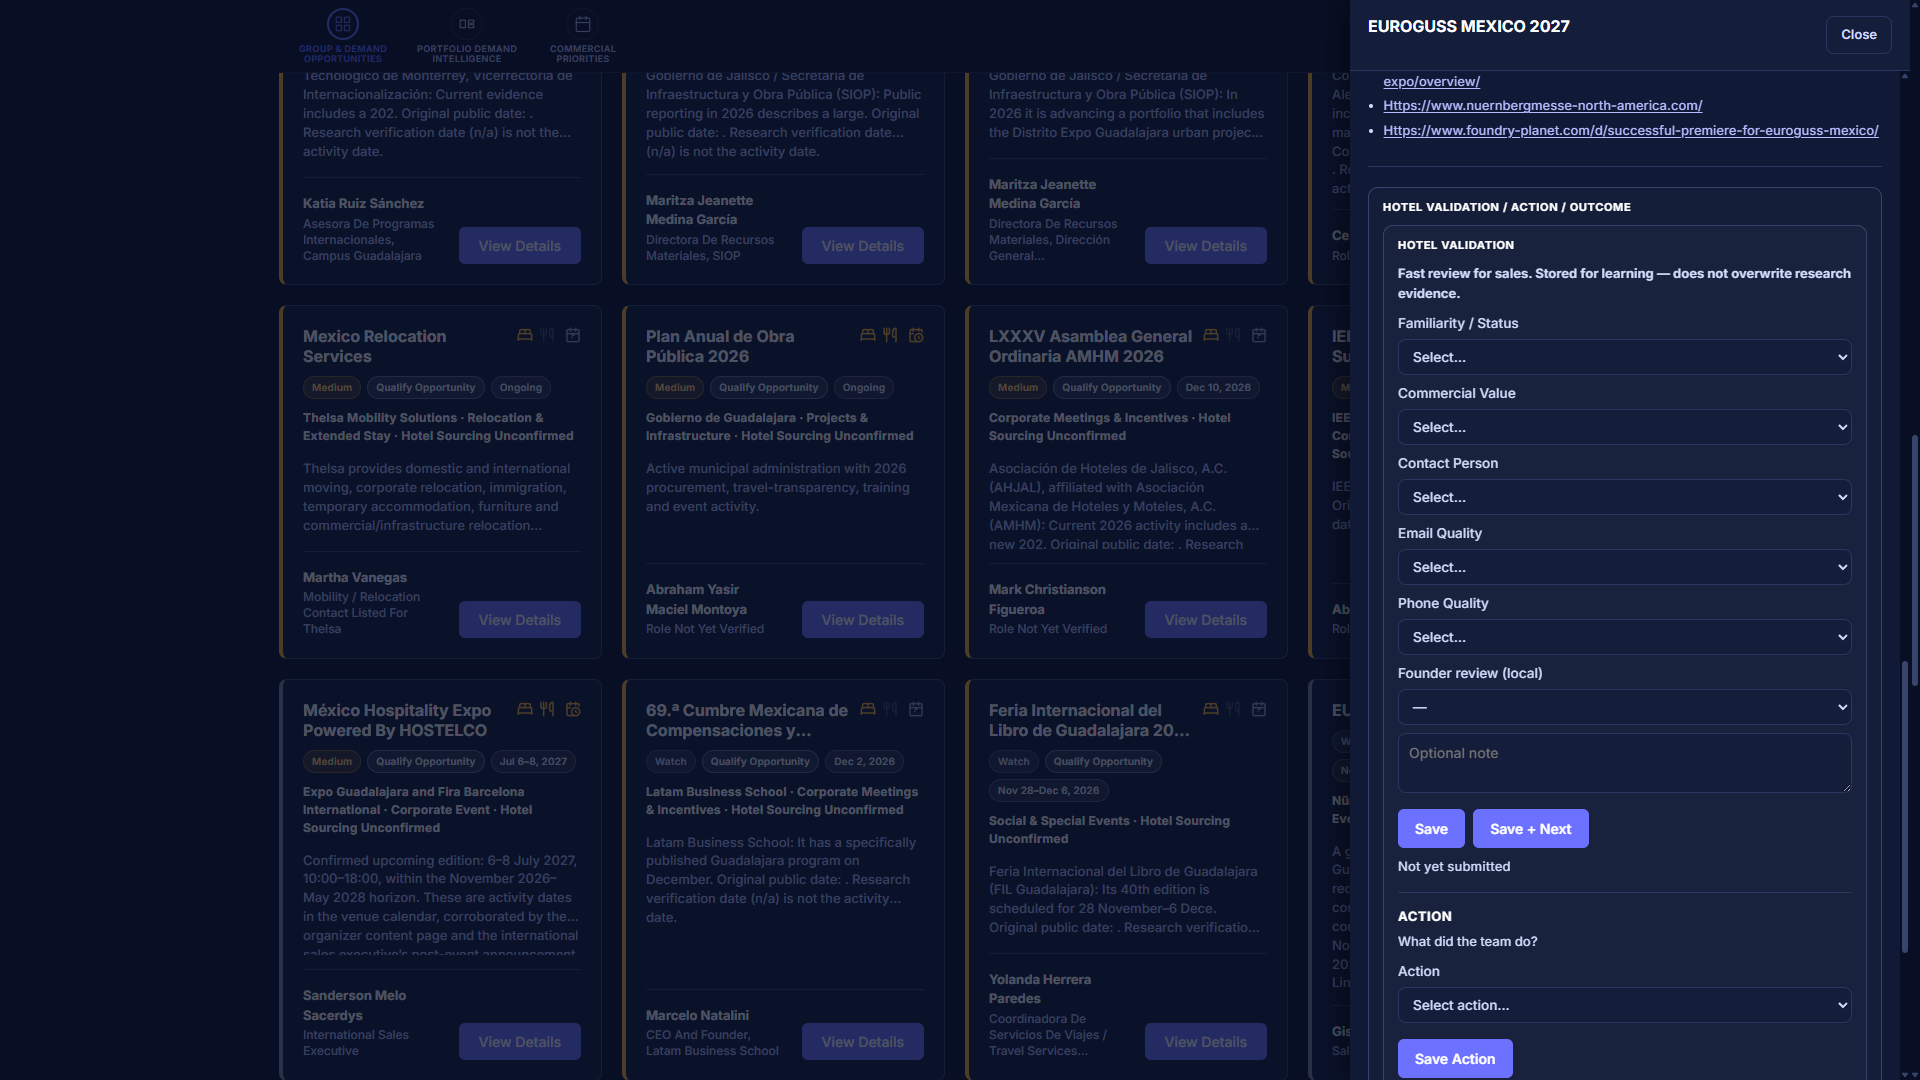 GROUP & DEMAND
OPPORTUNITIES
PORTFOLIO DEMAND
INTELLIGENCE
COMMERCIAL
PRIORITIES
Tecnológico de Monterrey, Vicerrectoría de
Internacionalización: Current evidence
includes a 202. Original public date: .
Research verification date (n/a) is not the...
activity date.
Katia Ruiz Sánchez
Asesora De Programas
Internacionales,
Campus Guadalajara
View Details
Gobierno de Jalisco / Secretaría de
Infraestructura y Obra Pública (SIOP): Public
reporting in 2026 describes a large. Original
public date: . Research verification date...
(n/a) is not the activity date.
Maritza Jeanette
Medina García
Directora De Recursos
Materiales, SIOP
View Details
Gobierno de Jalisco / Secretaría de
Infraestructura y Obra Pública (SIOP): In
2026 it is advancing a portfolio that includes
the Distrito Expo Guadalajara urban projec...
Maritza Jeanette
Medina García
Directora De Recursos
Materiales, Dirección
General...
View Details
Mexico Relocation
Services
Medium
Qualify Opportunity
Ongoing
Thelsa Mobility Solutions · Relocation &
Extended Stay · Hotel Sourcing Unconfirmed
Thelsa provides domestic and international
moving, corporate relocation, immigration,
temporary accommodation, furniture and
commercial/infrastructure relocation...
Martha Vanegas
Mobility / Relocation
Contact Listed For
Thelsa
View Details
Plan Anual de Obra
Pública 2026
Medium
Qualify Opportunity
Ongoing
Gobierno de Guadalajara · Projects &
Infrastructure · Hotel Sourcing Unconfirmed
Active municipal administration with 2026
procurement, travel-transparency, training
and event activity.
Abraham Yasir
Maciel Montoya
Role Not Yet Verified
View Details
LXXXV Asamblea General
Ordinaria AMHM 2026
Medium
Qualify Opportunity
Dec 10, 2026
Corporate Meetings & Incentives · Hotel
Sourcing Unconfirmed
Asociación de Hoteles de Jalisco, A.C.
(AHJAL), affiliated with Asociación
Mexicana de Hoteles y Moteles, A.C.
(AMHM): Current 2026 activity includes a...
new 202. Original public date: . Research
Mark Christianson
Figueroa
Role Not Yet Verified
View Details
México Hospitality Expo
Powered By HOSTELCO
Medium
Qualify Opportunity
Jul 6–8, 2027
Expo Guadalajara and Fira Barcelona
International · Corporate Event · Hotel
Sourcing Unconfirmed
Confirmed upcoming edition: 6–8 July 2027,
10:00–18:00, within the November 2026–
May 2028 horizon. These are activity dates
in the venue calendar, corroborated by the...
organizer content page and the international
sales executive's post-event announcement
Sanderson Melo
Sacerdys
International Sales
Executive
View Details
69.ª Cumbre Mexicana de
Compensaciones y...
Watch
Qualify Opportunity
Dec 2, 2026
Latam Business School · Corporate Meetings
& Incentives · Hotel Sourcing Unconfirmed
Latam Business School: It has a specifically
published Guadalajara program on
December. Original public date: . Research
verification date (n/a) is not the activity...
date.
Marcelo Natalini
CEO And Founder,
Latam Business School
View Details
Feria Internacional del
Libro de Guadalajara 20...
Watch
Qualify Opportunity
Nov 28–Dec 6, 2026
Social & Special Events · Hotel Sourcing
Unconfirmed
Feria Internacional del Libro de Guadalajara
(FIL Guadalajara): Its 40th edition is
scheduled for 28 November–6 Dece.
Original public date: . Research verificatio...
Yolanda Herrera
Paredes
Coordinadora De
Servicios De Viajes /
Travel Services...
View Details
EUROGUSS MEXICO 2027
Close
expo/overview/
• Https://www.nuernbergmesse-north-america.com/
• Https://www.foundry-planet.com/d/successful-premiere-for-euroguss-mexico/
HOTEL VALIDATION / ACTION / OUTCOME
HOTEL VALIDATION
Fast review for sales. Stored for learning — does not overwrite research
evidence.
Familiarity / Status
Select...
Commercial Value
Select...
Contact Person
Select...
Email Quality
Select...
Phone Quality
Select...
Founder review (local)
—
Optional note
Save
Save + Next
Not yet submitted
ACTION
What did the team do?
Action
Select action...
Save Action